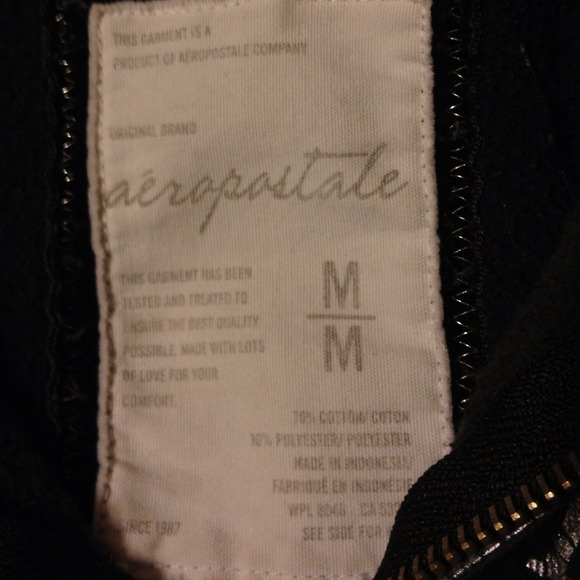 THIS GARMENT IS A
PRODUCT OF AÉROPOSTALE COMPANY
ORIGINAL BRAND
aéropostale
THIS GARMENT HAS BEEN
TESTED AND TREATED TO
ENSURE THE BEST QUALITY
POSSIBLE. MADE WITH LOTS
OF LOVE FOR YOUR
COMFORT.
M
M
70% COTTON/ COTON
30% POLYESTER/ POLYESTER
MADE IN INDONESIA/
FABRIQUÉ EN INDONÉSIE
WPL CA
SEE SIDE FOR
SINCE 1987